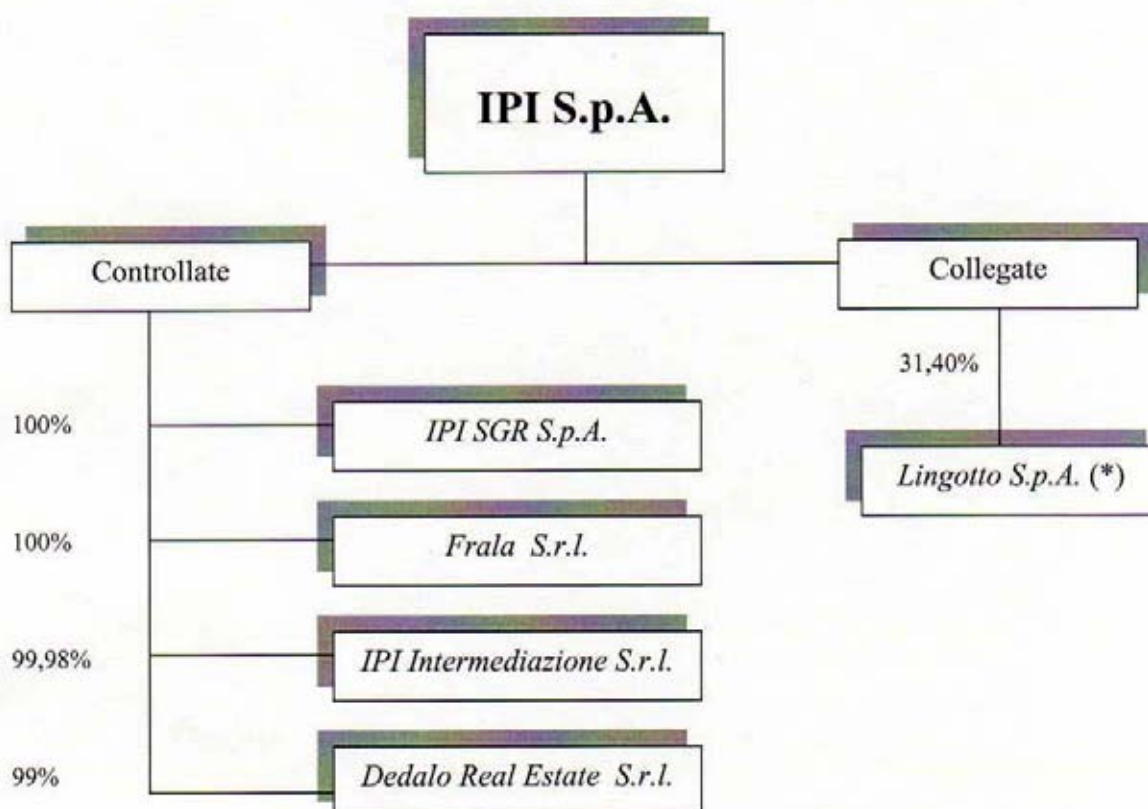 IPI S.p.A.
Controllate
Collegate
31,40%
100%
IPI SGR S.p.A.
Lingotto S.p.A. (*)
100%
Frala S.r.l.
99,98%
IPI Intermediazione S.r.l.
99%
Dedalo Real Estate S.r.l.